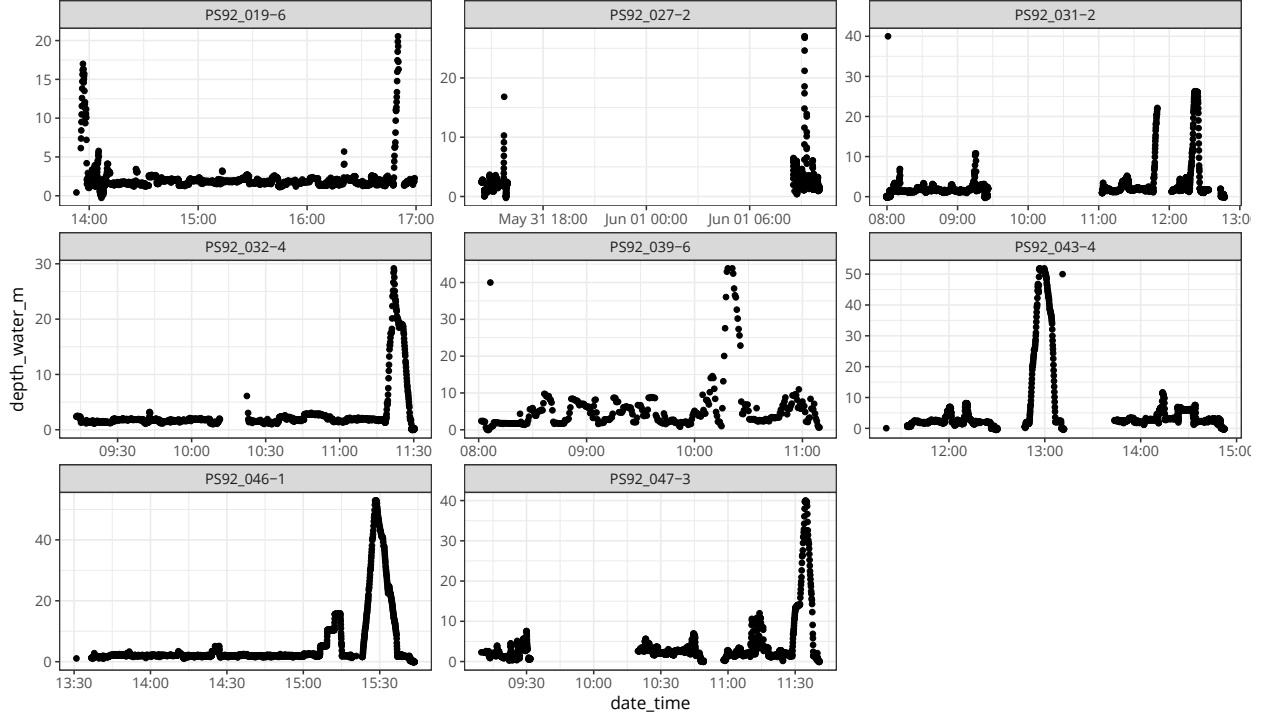 PS92_019−6 PS92_027−2 PS92_031−2
20 15 10 5 0
20 10 0
40 30 20 10 0
14:00 15:00 16:00 17:00
May 31 18:00 Jun 01 00:00 Jun 01 06:00
08:00 09:00 10:00 11:00 12:00 13:00
PS92_032−4 PS92_039−6 PS92_043−4
depth_water_m
30 20 10 0
40 30 20 10 0
50 40 30 20 10 0
09:30 10:00 10:30 11:00 11:30
08:00 09:00 10:00 11:00
12:00 13:00 14:00 15:00
PS92_046−1 PS92_047−3
40 20 0
40 30 20 10 0
13:30 14:00 14:30 15:00 15:30
09:30 10:00 10:30 11:00 11:30
date_time